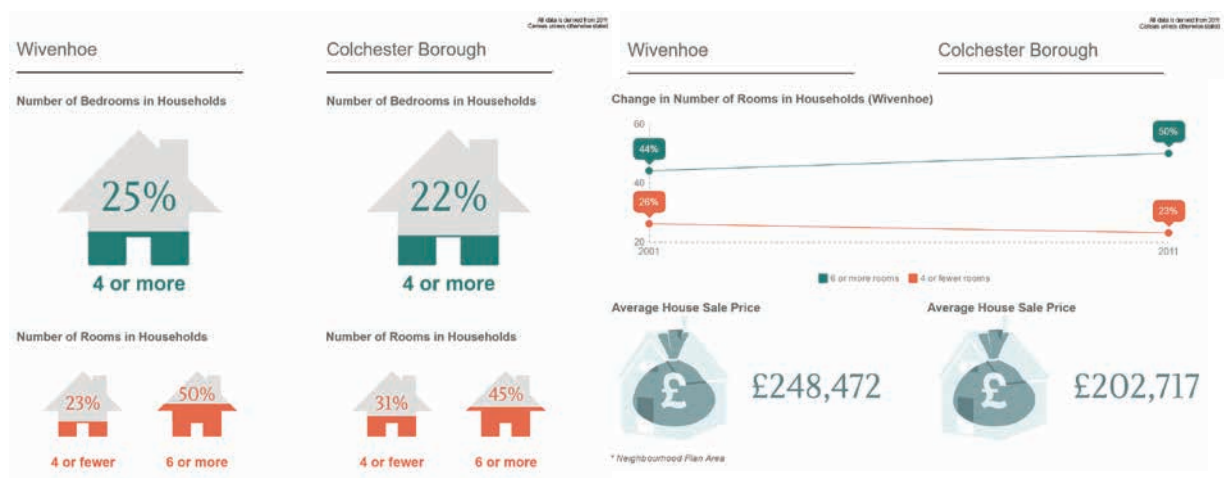 All data is derived from 2011
Census unless otherwise stated
Wivenhoe
Colchester Borough
Number of Bedrooms in Households
Number of Bedrooms in Households
25%
22%
4 or more
4 or more
Number of Rooms in Households
Number of Rooms in Households
23%
50%
31%
45%
4 or fewer
6 or more
4 or fewer
6 or more
All data is derived from 2011
Census unless otherwise stated
Wivenhoe
Colchester Borough
Change in Number of Rooms in Households (Wivenhoe)
60
50%
44%
40
26%
23%
20
2001
2011
6 or more rooms
4 or fewer rooms
Average House Sale Price
Average House Sale Price
£
£248,472
£
£202,717
* Neighbourhood Plan Area